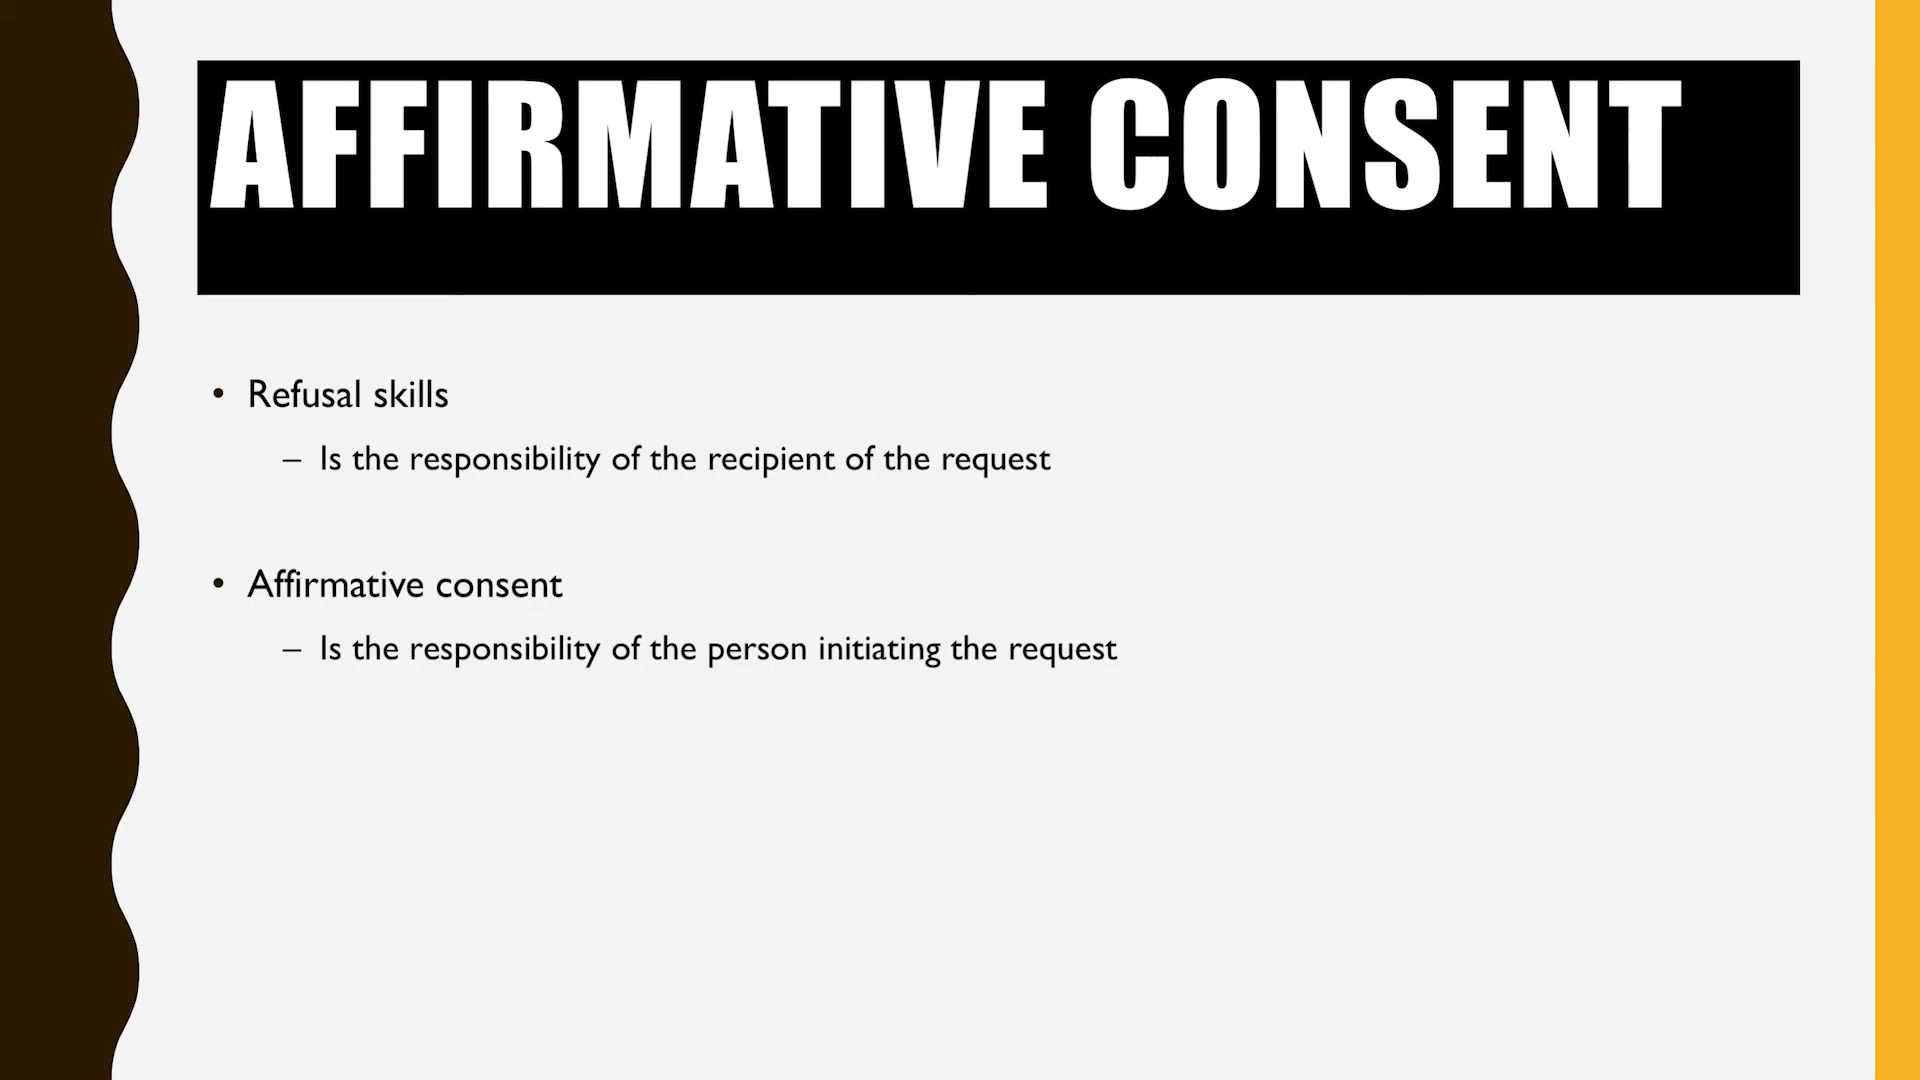 AFFIRMATIVE CONSENT
• Refusal skills
– Is the responsibility of the recipient of the request
• Affirmative consent
– Is the responsibility of the person initiating the request